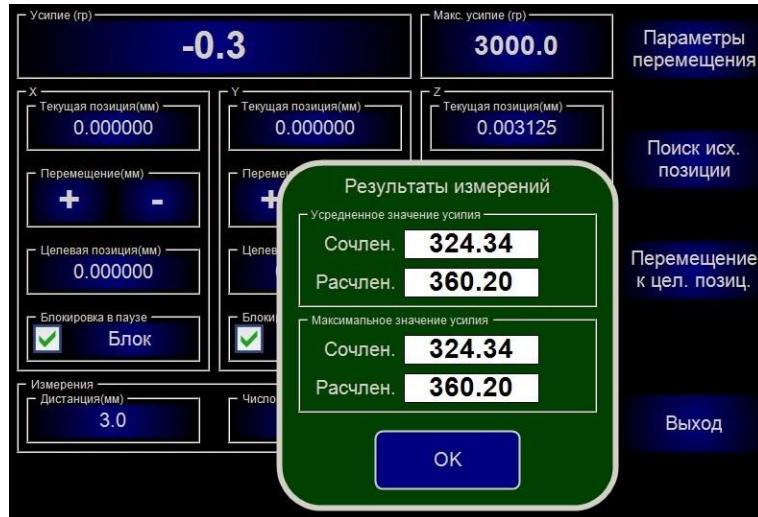 Усилие (гр)
-0.3
Макс. усилие (гр)
3000.0
Параметры
перемещения
X
Текущая позиция(мм)
0.000000
Y
Текущая позиция(мм)
0.000000
Z
Текущая позиция(мм)
0.003125
Поиск исх.
позиции
Перемещение(мм)
+ -
Целевая позиция(мм)
0.000000
Перемещение
к цел. позиц.
Блокировка в паузе
Блок
Результаты измерений
Усредненное значение усилия
Сочлен. 324.34
Расчлен. 360.20
Максимальное значение усилия
Сочлен. 324.34
Расчлен. 360.20
OK
Измерения
Дистанция(мм)
3.0
Число
Выход